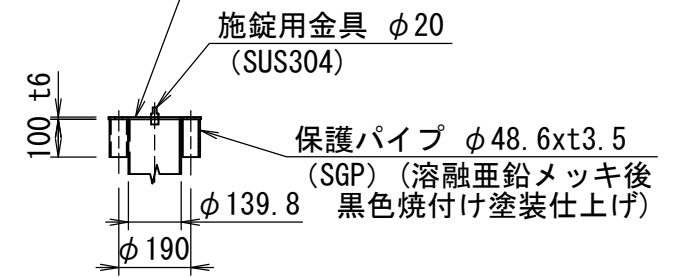 施錠用金具 φ20
(SUS304)
t6
100
保護パイプ φ48.6xt3.5
(SGP) (溶融亜鉛メッキ後
黒色焼付け塗装仕上げ)
φ139.8
φ190